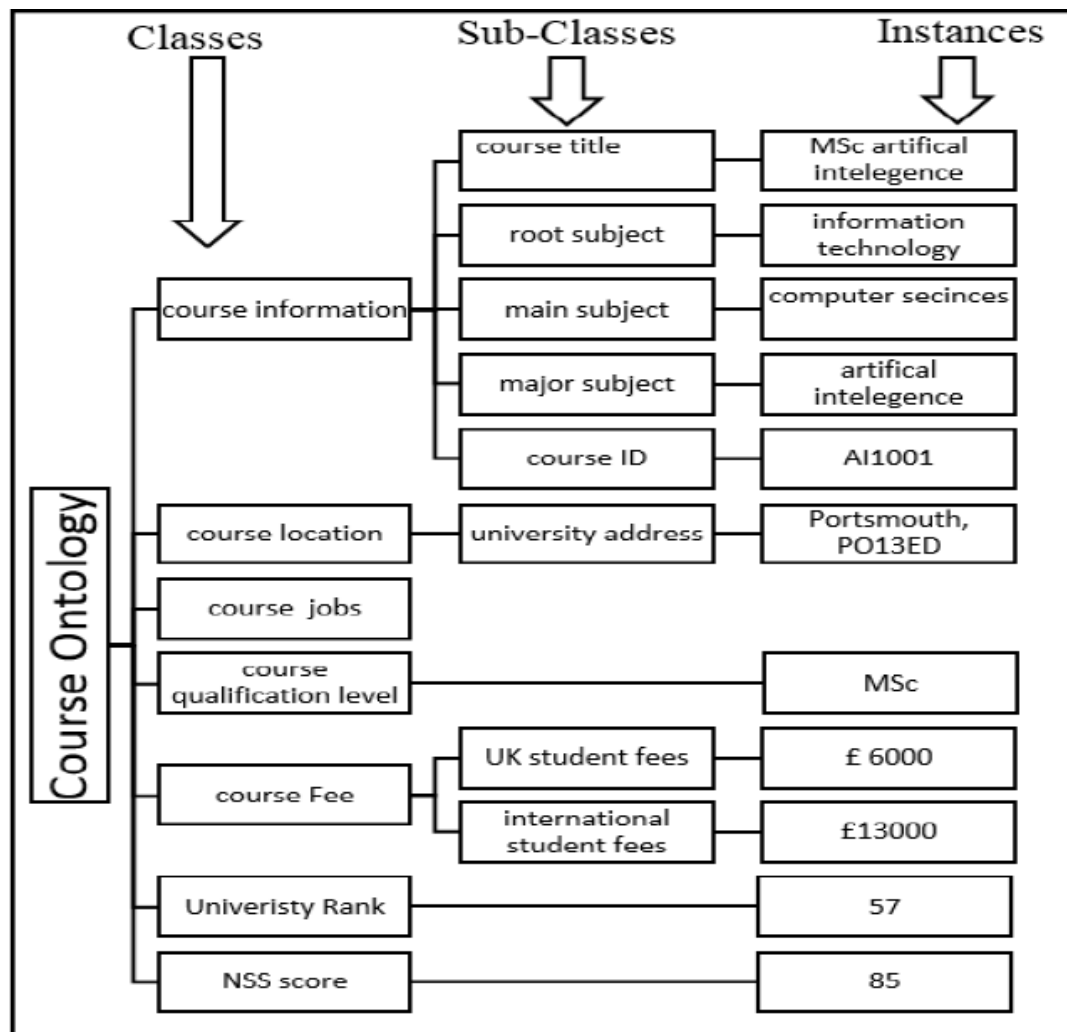 Classes
Sub-Classes
Instances
course title
MSc artifical
intelegence
root subject
information
technology
course information
main subject
computer secinces
major subject
artifical
intelegence
course ID
AI1001
Course Ontology
course location
university address
Portsmouth,
PO13ED
course jobs
course
qualification level
MSc
course Fee
UK student fees
£ 6000
international
student fees
£13000
Univeristy Rank
57
NSS score
85